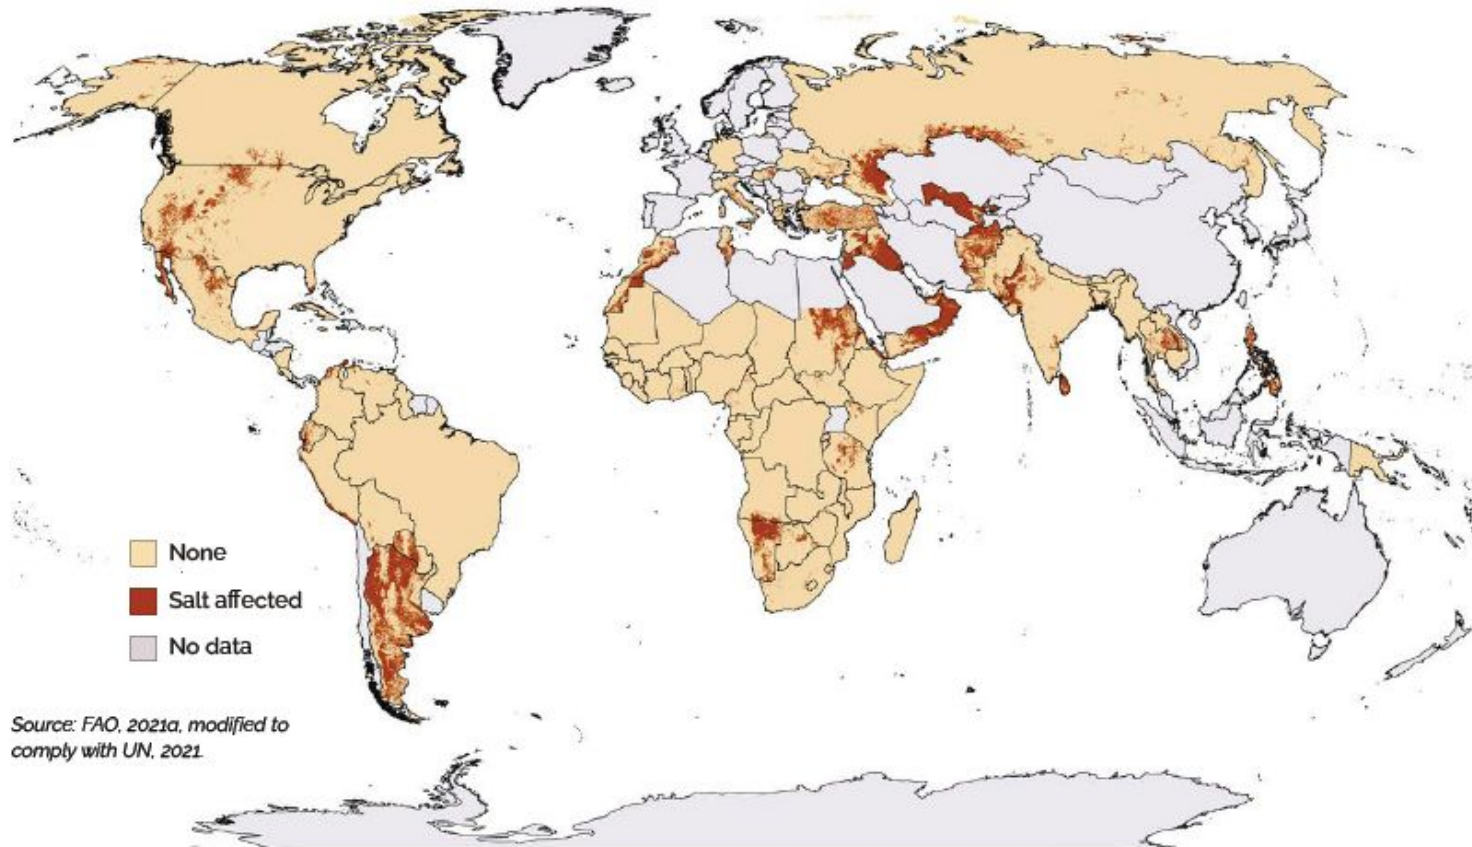 None
Salt affected
No data
Source: FAO, 2021a, modified to
comply with UN, 2021.